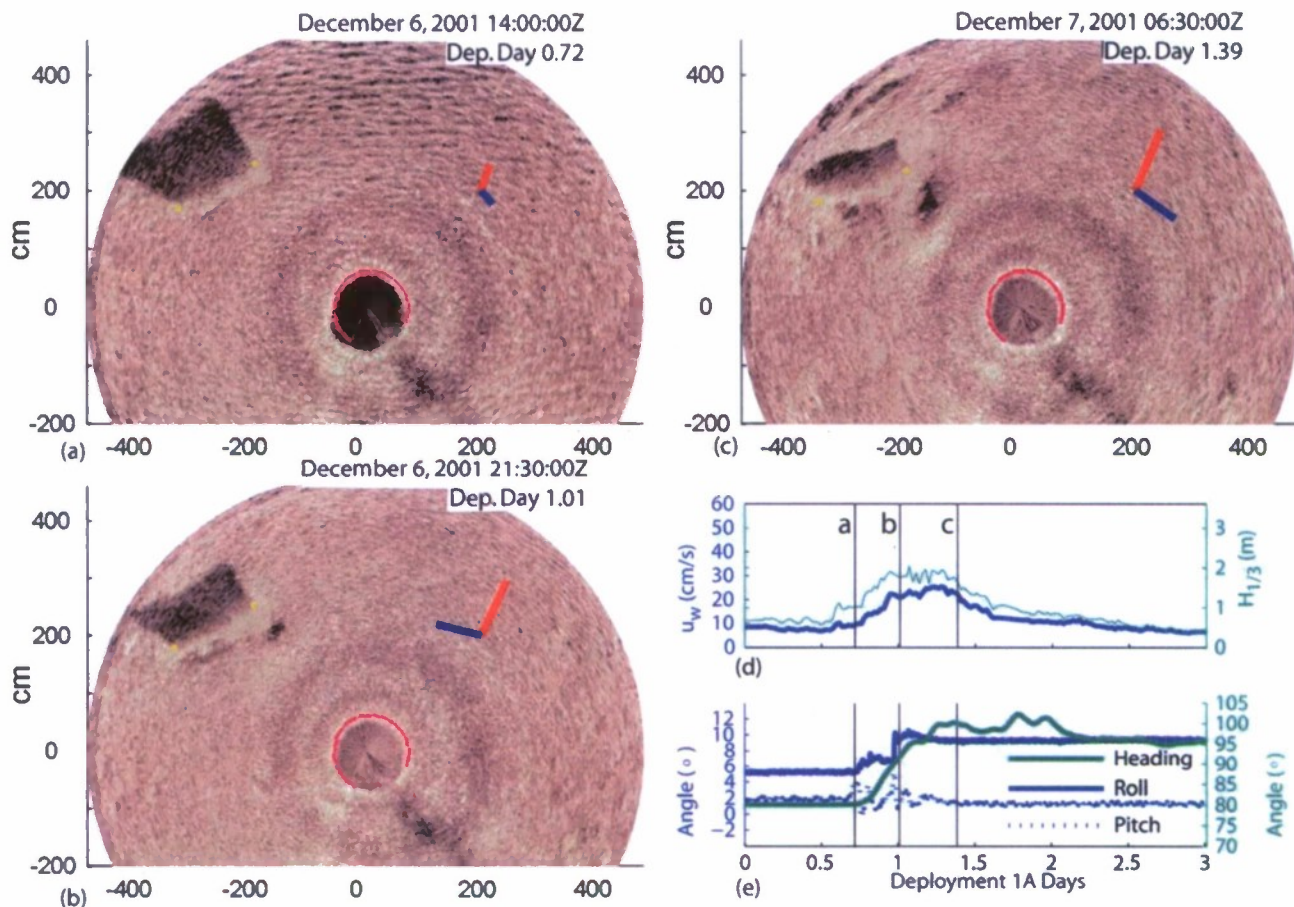 December 6, 2001 14:00:00Z
Dep. Day 0.72
400
200
cm
0
-200
(a)
-400
-200
0
200
400
December 7, 2001 06:30:00Z
Dep. Day 1.39
400
200
cm
0
-200
(c)
-400
-200
0
200
400
December 6, 2001 21:30:00Z
Dep. Day 1.01
400
200
cm
0
-200
(b)
-400
-200
0
200
400
a
b
c
60
50
40
30
20
10
0
u_w (cm/s)
3
2
1
0
H_1/3 (m)
(d)
12
10
8
6
4
2
0
-2
Angle (°)
105
100
95
90
85
80
75
70
Angle (°)
Heading
Roll
Pitch
0
0.5
1
1.5
2
2.5
3
(e)
Deployment 1A Days